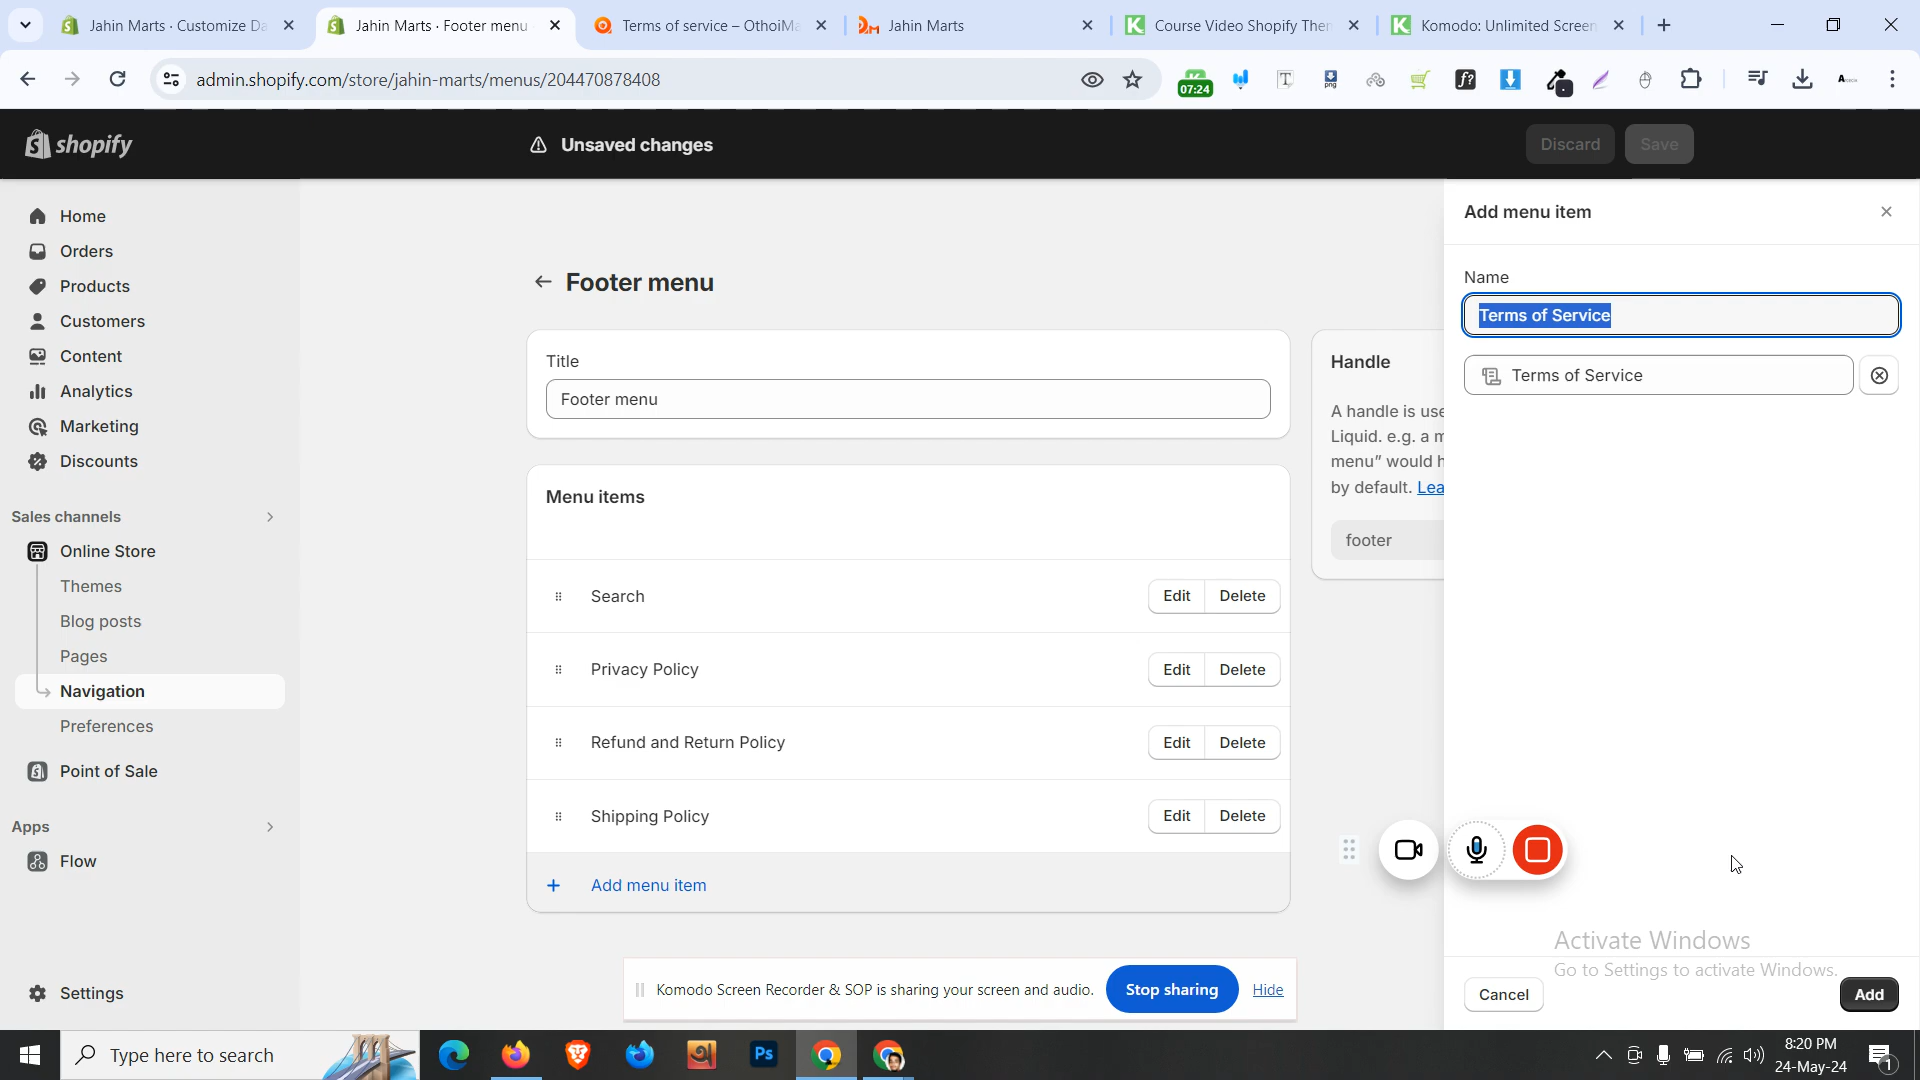 Jahin Marts · Customize Da
Jahin Marts · Footer menu
Terms of service – OthoiMa
Jahin Marts
Course Video Shopify Then
Komodo: Unlimited Screen
admin.shopify.com/store/jahin-marts/menus/204470878408
07:24
shopify
Unsaved changes
Discard
Save
Home
Orders
Products
Customers
Content
Analytics
Marketing
Discounts
Sales channels
Online Store
Themes
Blog posts
Pages
Navigation
Preferences
Point of Sale
Apps
Flow
Settings
Footer menu
Title
Footer menu
Menu items
Search
Edit
Delete
Privacy Policy
Edit
Delete
Refund and Return Policy
Edit
Delete
Shipping Policy
Edit
Delete
+ Add menu item
Handle
A handle is use
Liquid. e.g. a m
menu” would h
by default. Lea
footer
Add menu item
Name
Terms of Service
Terms of Service
Cancel
Add
Activate Windows
Go to Settings to activate Windows.
Komodo Screen Recorder & SOP is sharing your screen and audio.
Stop sharing
Hide
Type here to search
Ps
8:20 PM
24-May-24
1